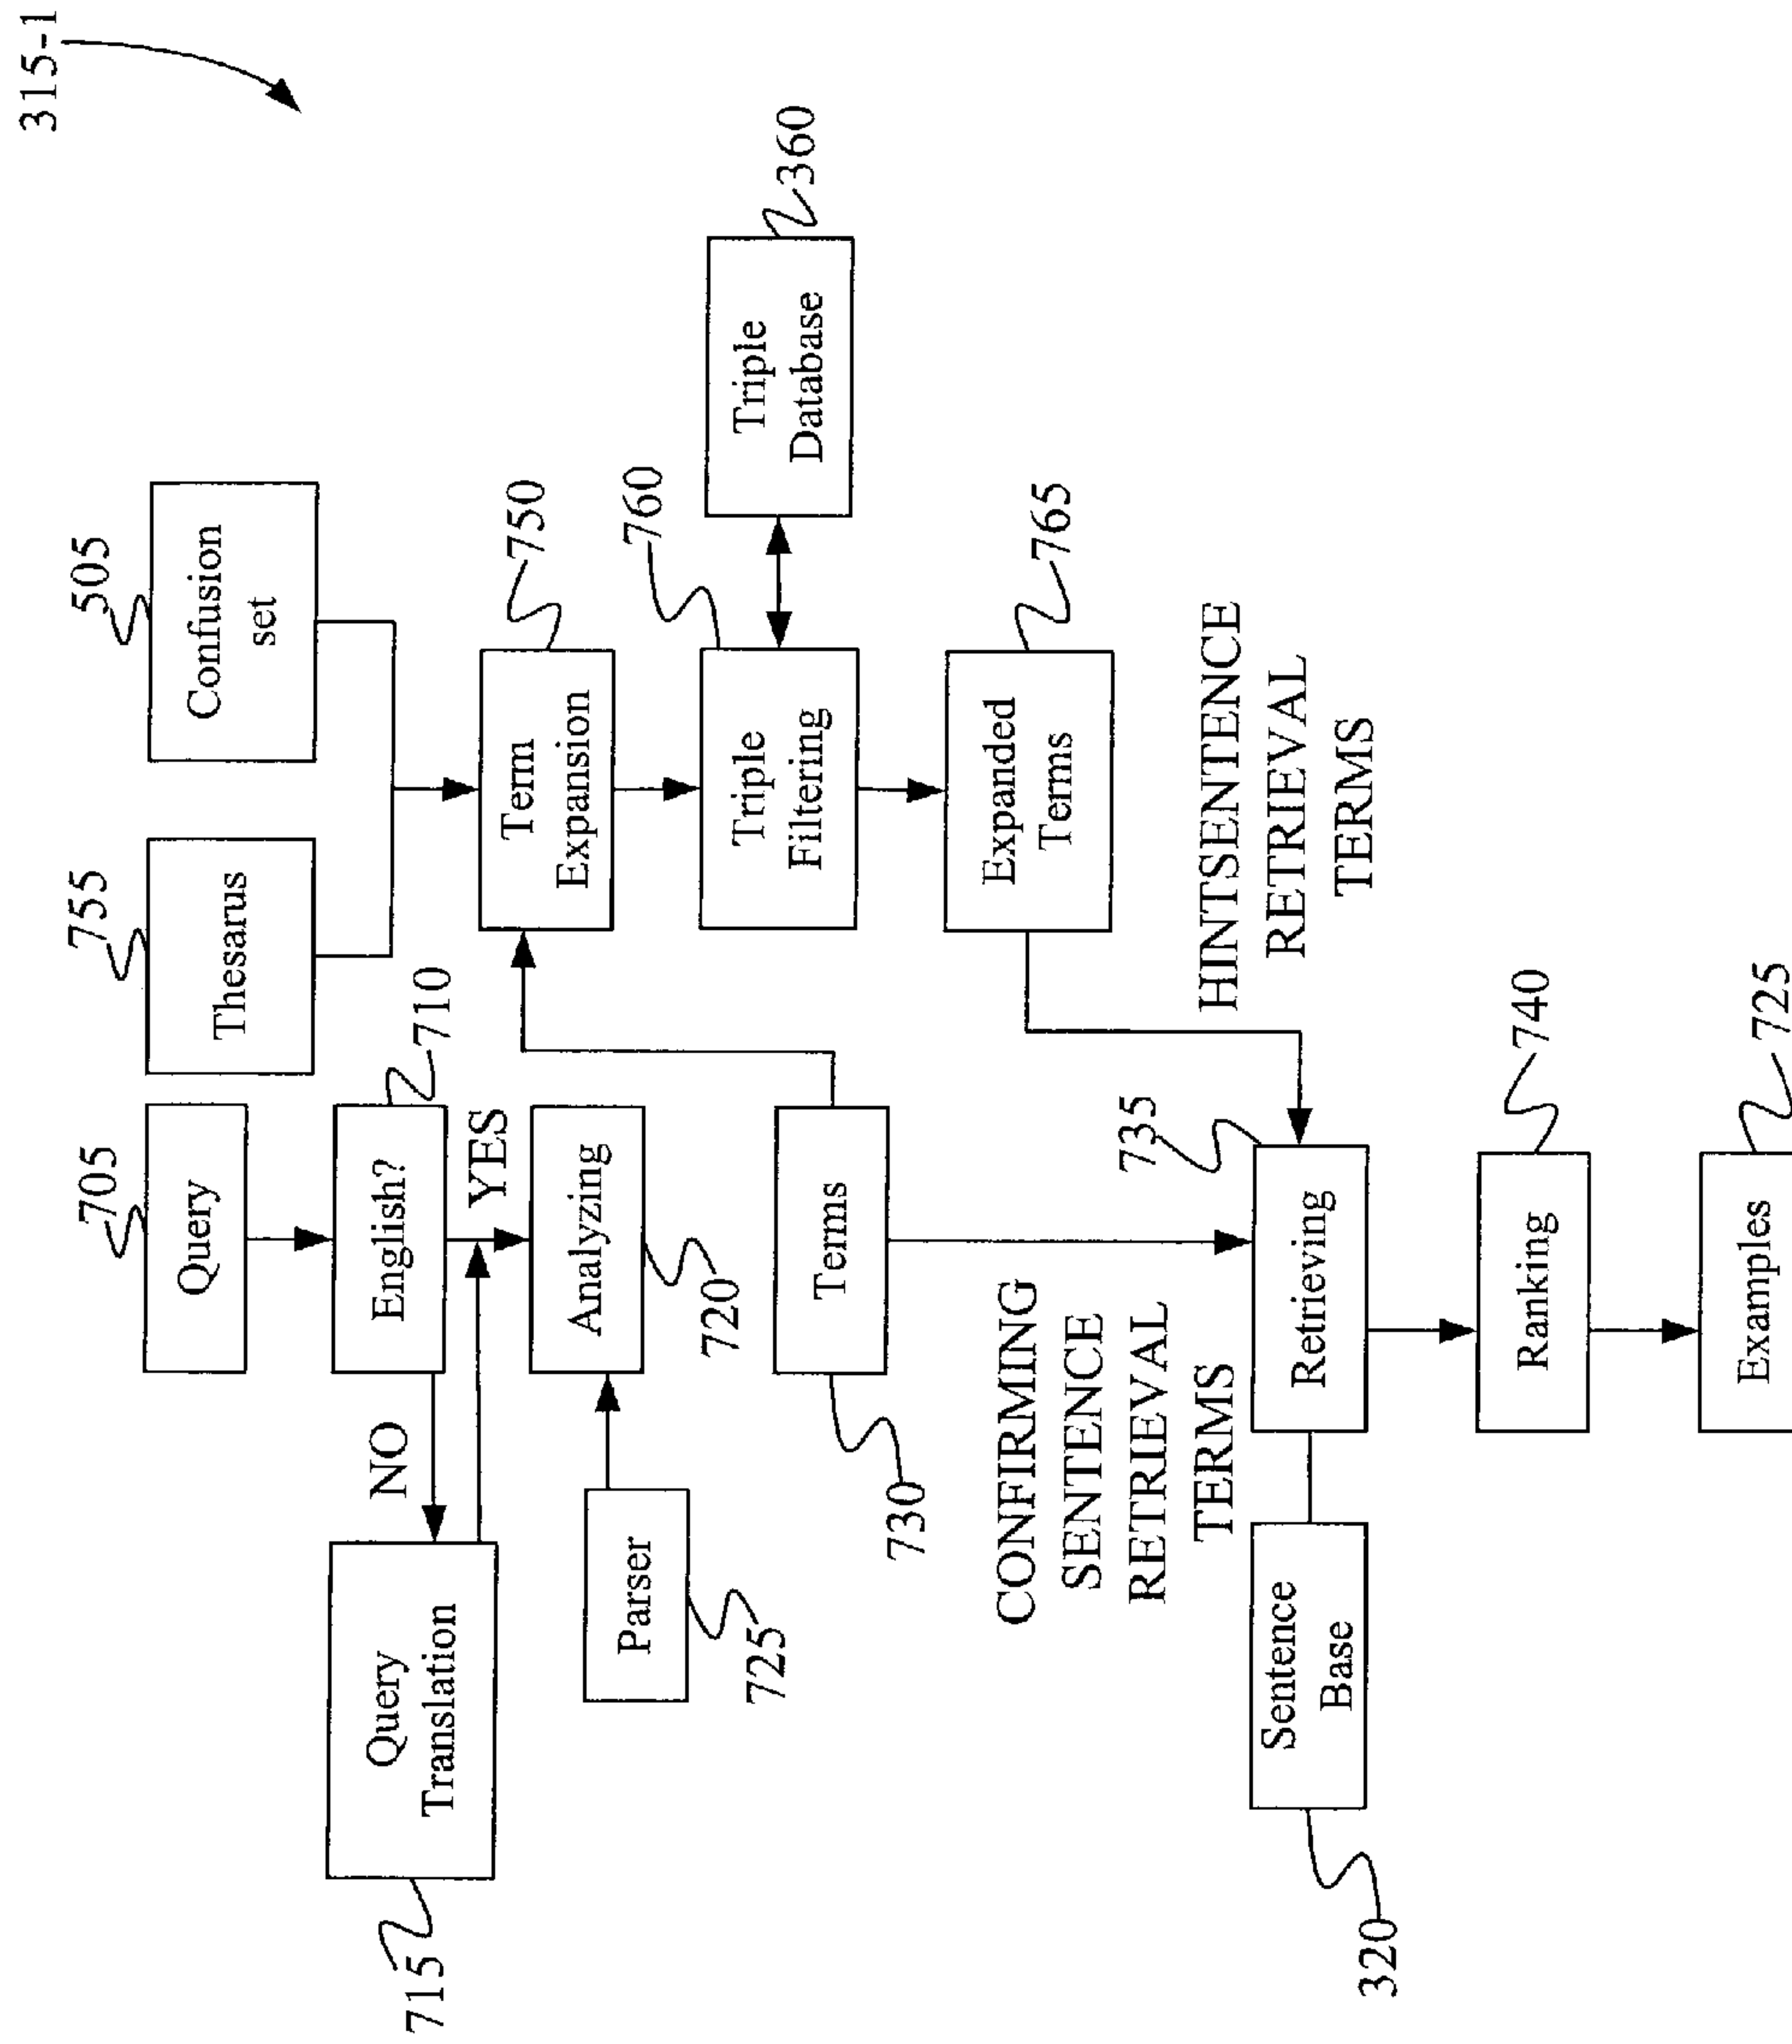 315-1
705
Query
755
Thesarus
505
Confusion
set
715
Query
Translation
NO
English?
710
YES
Parser
725
Analyzing
720
Term
Expansion
750
Triple
Filtering
760
Triple
Database
360
Terms
730
Expanded
Terms
765
CONFIRMING
SENTENCE
RETRIEVAL
TERMS
HINTSENTENCE
RETRIEVAL
TERMS
320
Sentence
Base
Retrieving
735
Ranking
740
Examples
725